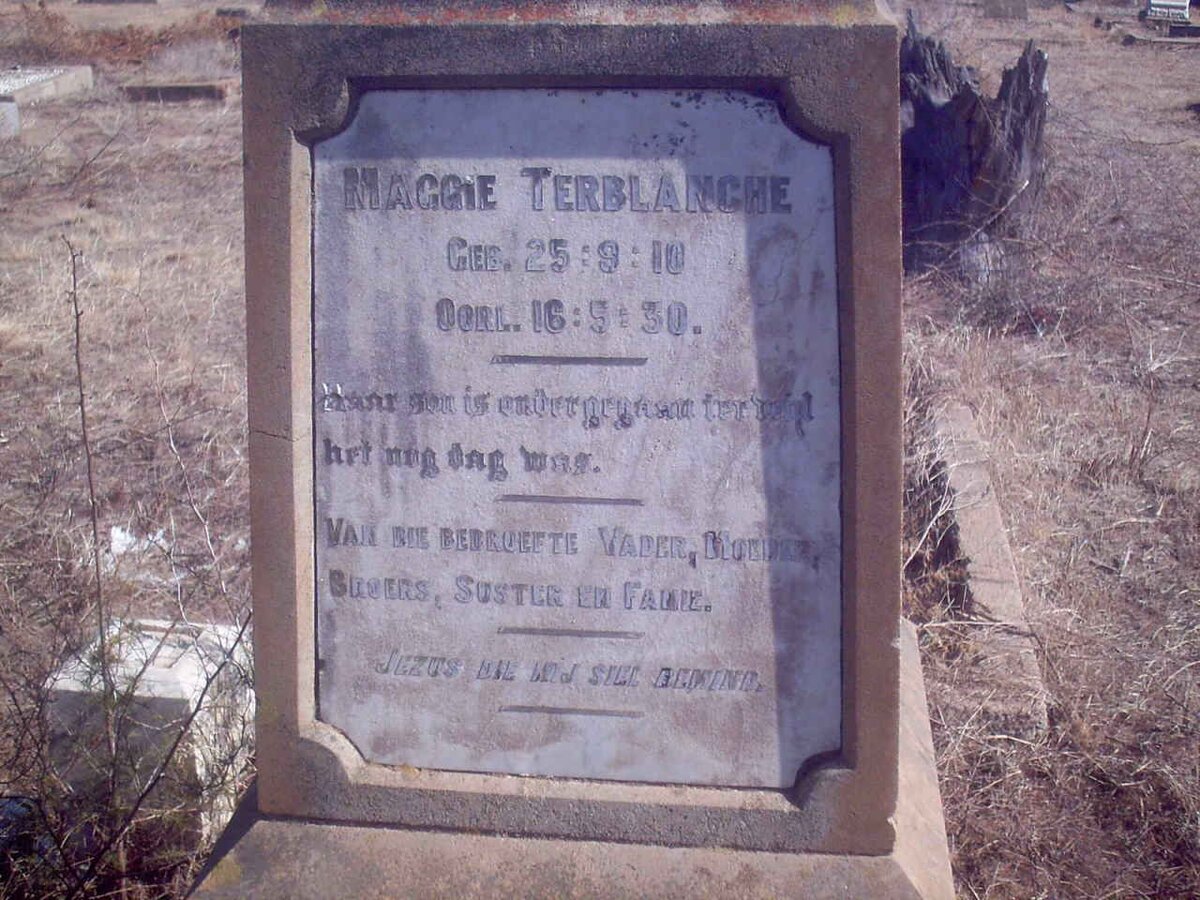 MAGGIE TERBLANCHE
GEB. 25:9:10
OORL. 16:5:30.
Haar son is ondergegaan terwijl
het nog dag was.
VAN DIE BEDROEFTE VADER, MOEDER,
BROERS, SUSTER EN FAMIE.
JEZUS DIE MIJ BEMIND.